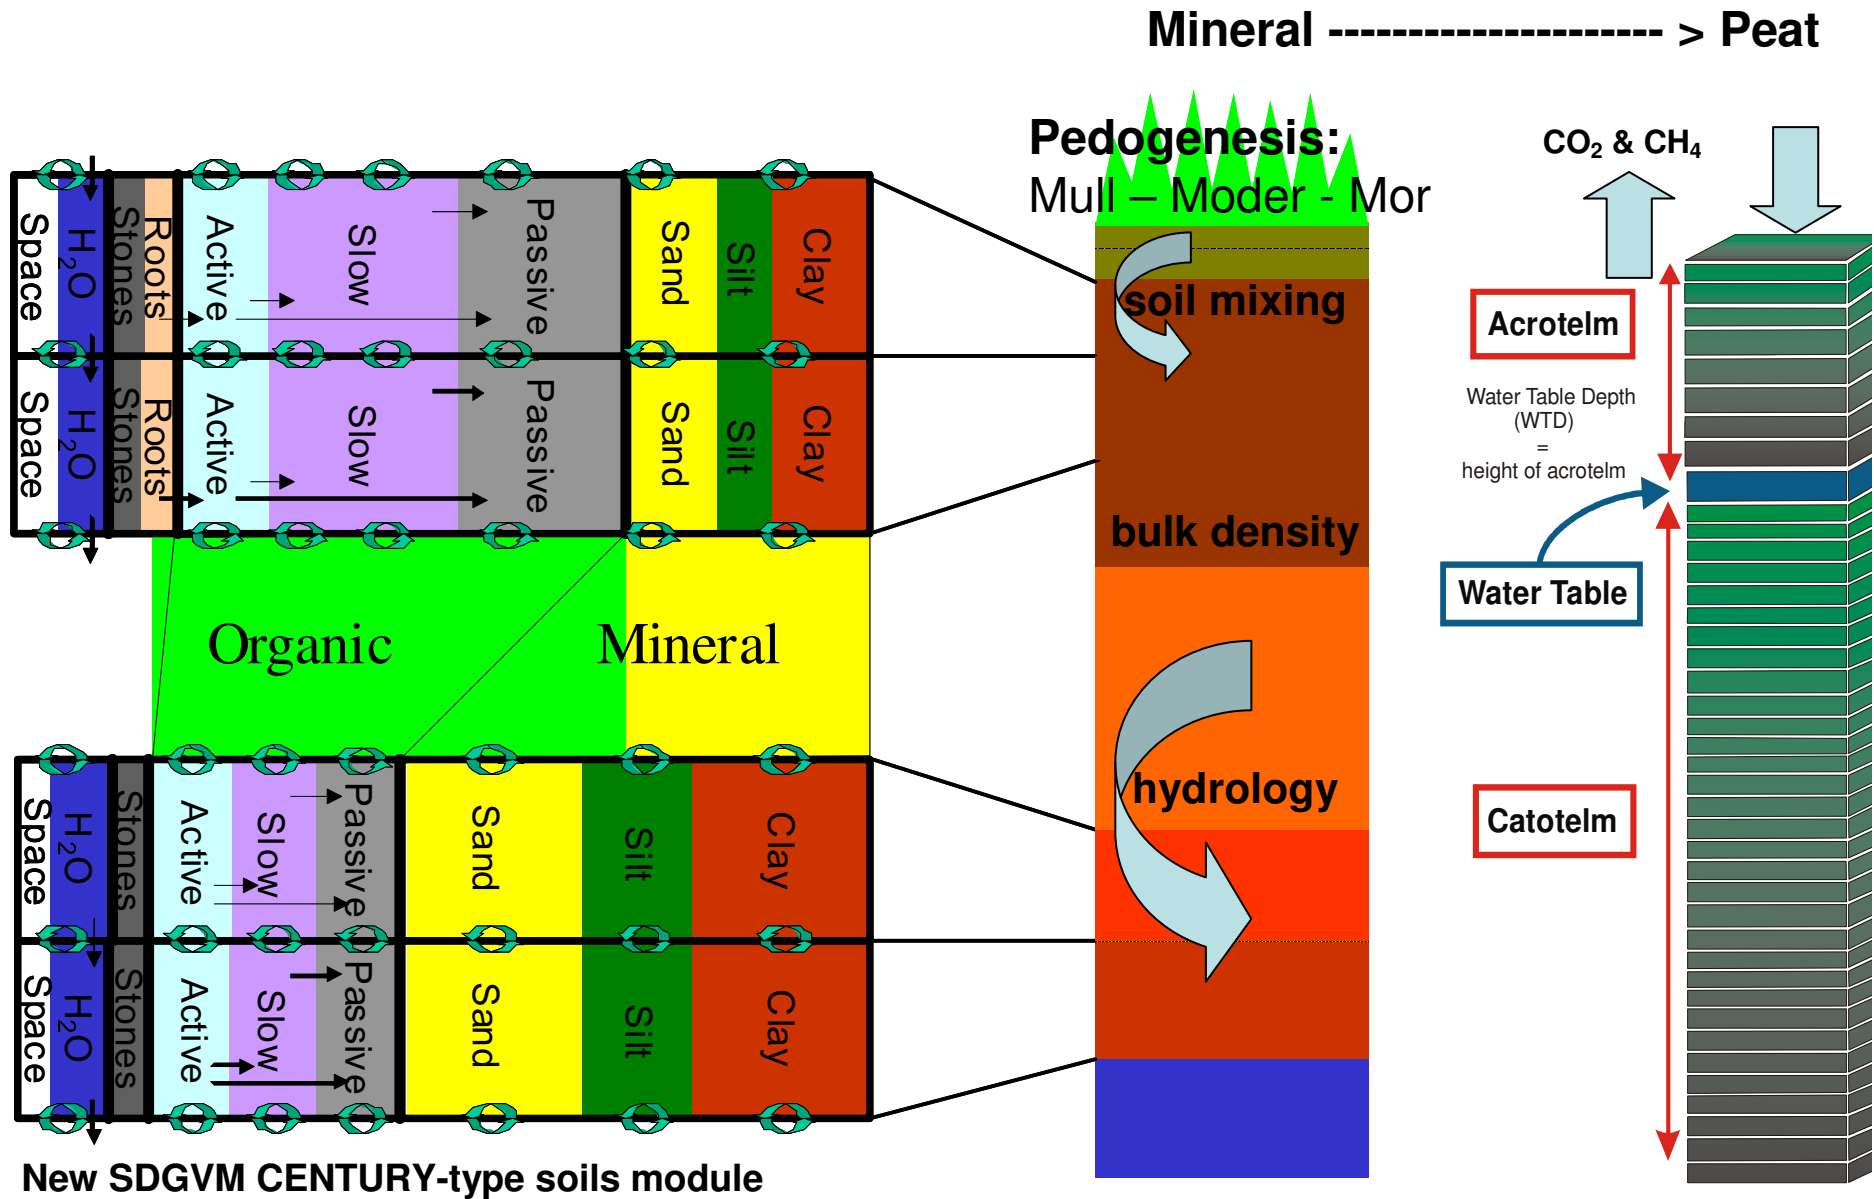 Mineral --------------------- > Peat
Pedogenesis:
Mull – Moder - Mor
CO₂ & CH₄
Space H₂O Stones Roots Active Slow Passive Sand Silt Clay
Space H₂O Stones Roots Active Slow Passive Sand Silt Clay
Organic Mineral
Space H₂O Stones Active Slow Passive Sand Silt Clay
Space H₂O Stones Active Slow Passive Sand Silt Clay
soil mixing
bulk density
hydrology
Acrotelm
Water Table Depth
(WTD)
=
height of acrotelm
Water Table
Catotelm
New SDGVM CENTURY-type soils module